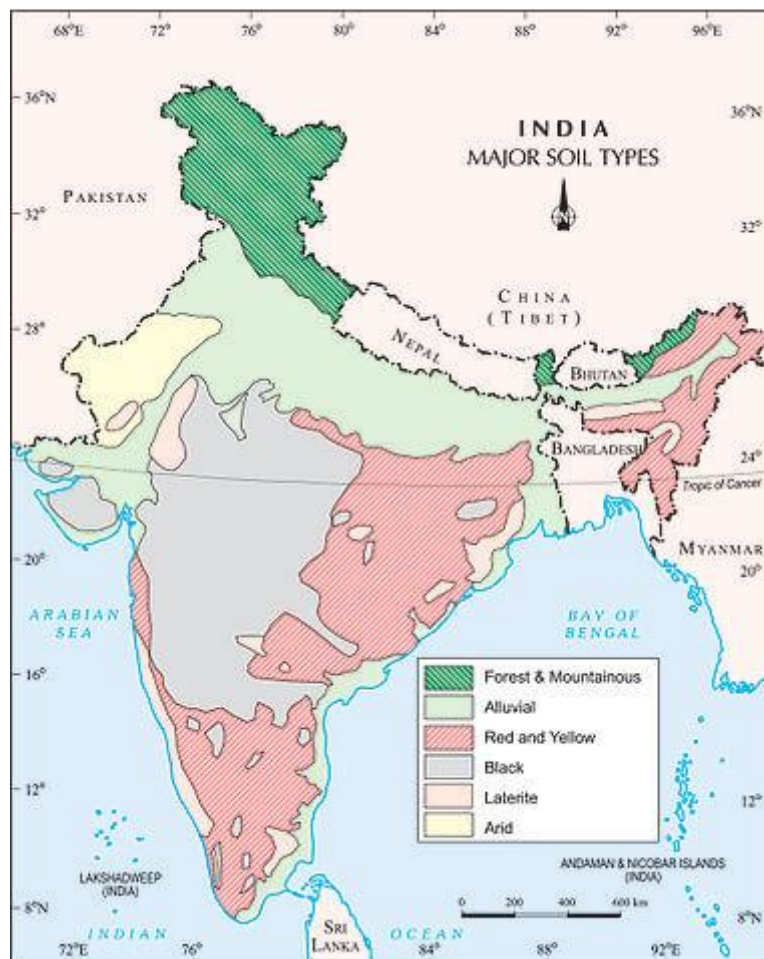 68°E 72° 76° 80° 84° 88° 92° 96°E
36°N
36°N
INDIA
MAJOR SOIL TYPES
N
PAKISTAN
32°
32°
CHINA
(TIBET)
28°
28°
NEPAL
BHUTAN
BANGLADESH
24°
Tropic of Cancer
MYANMAR
20°
20°
ARABIAN
SEA
BAY OF
BENGAL
16°
Forest & Mountainous
Alluvial
Red and Yellow
Black
Laterite
Arid
12°
12°
LAKSHADWEEP
(INDIA)
ANDAMAN & NICOBAR ISLANDS
(INDIA)
0 200 400 600 km
8°N
8°N
INDIAN OCEAN
SRI
LANKA
72°E 76° 84° 88° 92°E